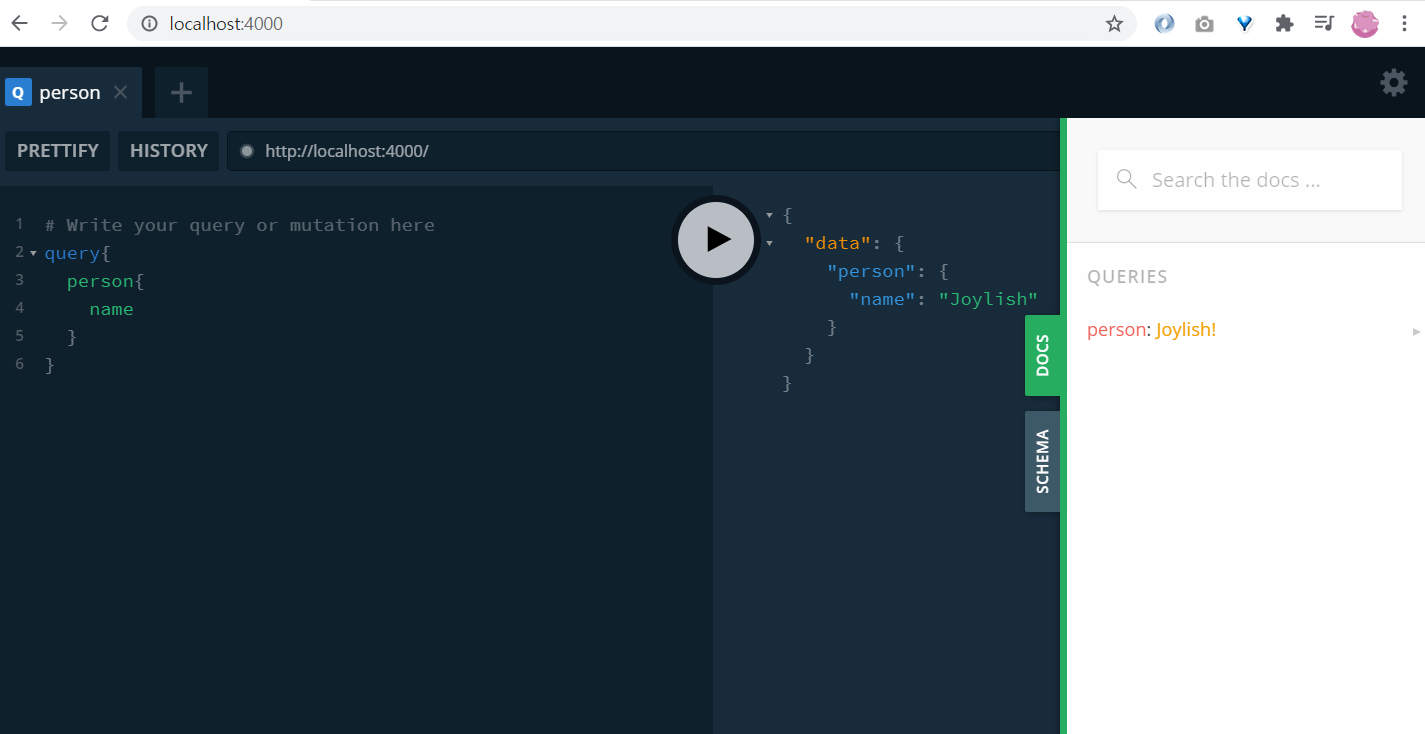 localhost:4000
Q person
PRETTIFY HISTORY http://localhost:4000/
1 # Write your query or mutation here
2 query{
3 person{
4 name
5 }
6 }
{
"data": {
"person": {
"name": "Joylish"
}
}
}
DOCS
SCHEMA
Search the docs ...
QUERIES
person: Joylish!